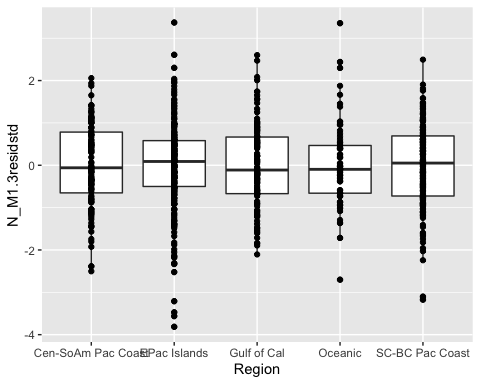 N_M1.3residstd
2
0
-2
-4
Cen-SoAm Pac Coast EPac Islands Gulf of Cal Oceanic SC-BC Pac Coast
Region